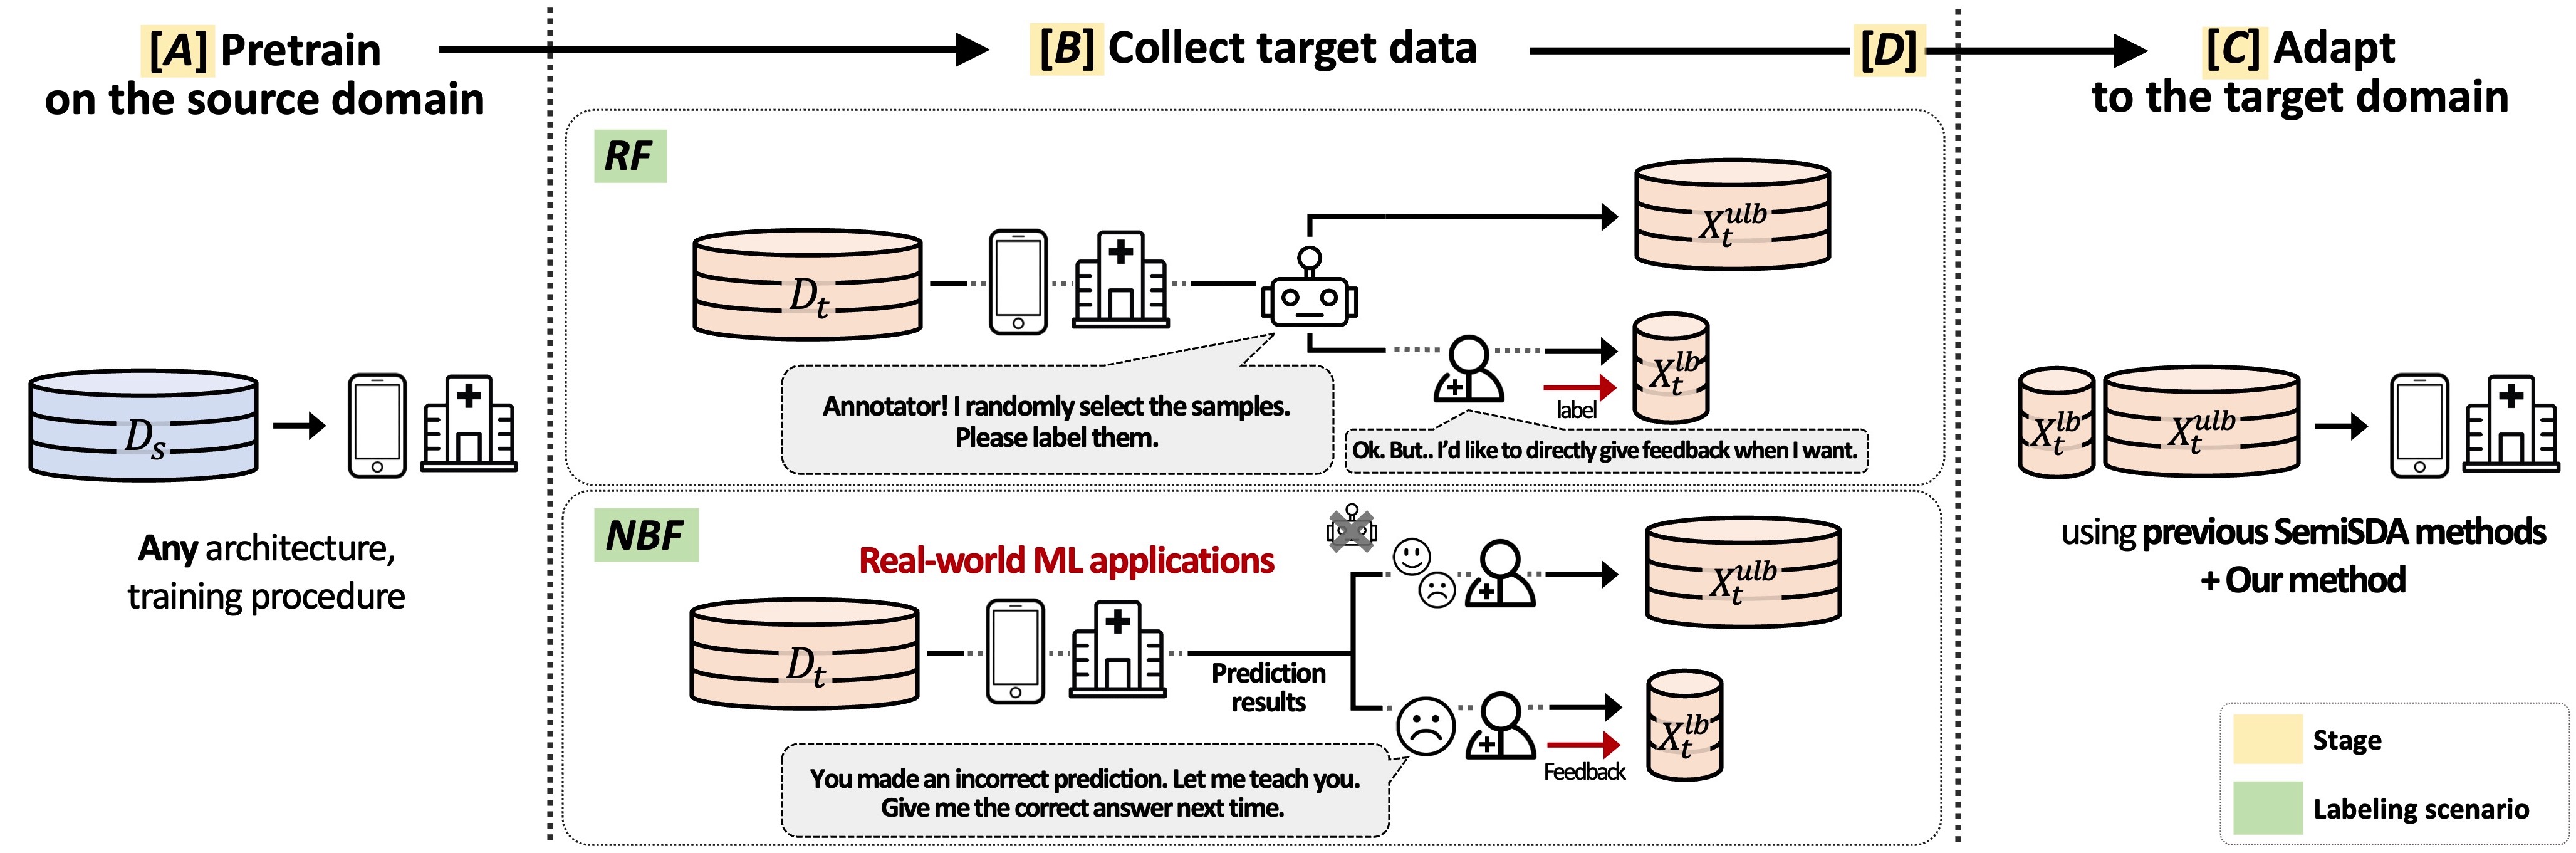 [A] Pretrain
on the source domain
[B] Collect target data
[D]
[C] Adapt
to the target domain
D_s
Any architecture,
training procedure
RF
D_t
X_t^{ulb}
X_t^{lb}
label
Annotator! I randomly select the samples.
Please label them.
Ok. But.. I'd like to directly give feedback when I want.
NBF
Real-world ML applications
D_t
Prediction
results
X_t^{ulb}
X_t^{lb}
Feedback
You made an incorrect prediction. Let me teach you.
Give me the correct answer next time.
X_t^{lb} X_t^{ulb}
using previous SemiSDA methods
+ Our method
Stage
Labeling scenario